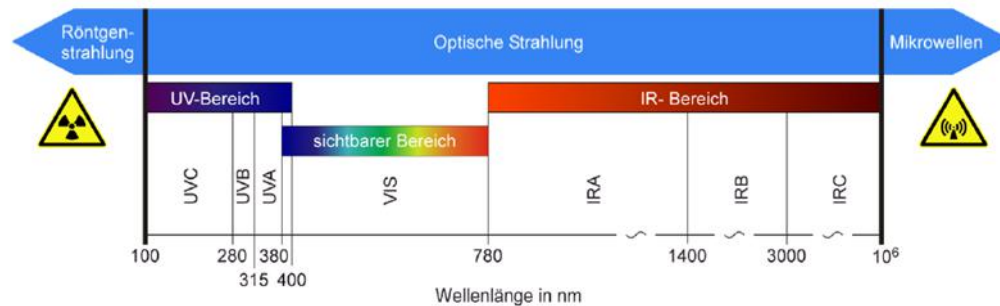 Röntgen-
strahlung
Optische Strahlung
Mikrowellen
UV-Bereich
IR- Bereich
sichtbarer Bereich
UVC
UVB
UVA
VIS
IRA
IRB
IRC
100
280
315
380
400
780
1400
3000
10⁶
Wellenlänge in nm